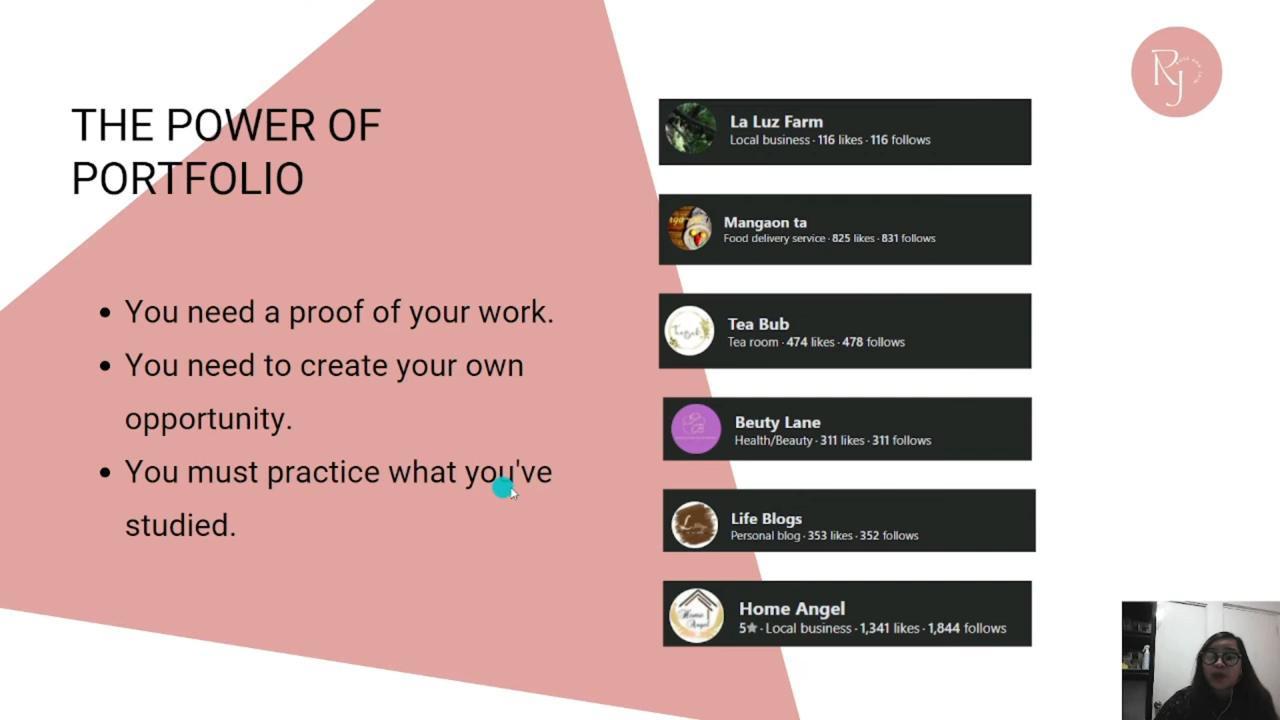 THE POWER OF
PORTFOLIO
• You need a proof of your work.
• You need to create your own
opportunity.
• You must practice what you've
studied.
RJ
La Luz Farm
Local business · 116 likes · 116 follows
Mangaon ta
Food delivery service · 825 likes · 831 follows
Tea Bub
Tea room · 474 likes · 478 follows
Beuty Lane
Health/Beauty · 311 likes · 311 follows
Life Blogs
Personal blog · 353 likes · 352 follows
Home Angel
5★ · Local business · 1,341 likes · 1,844 follows